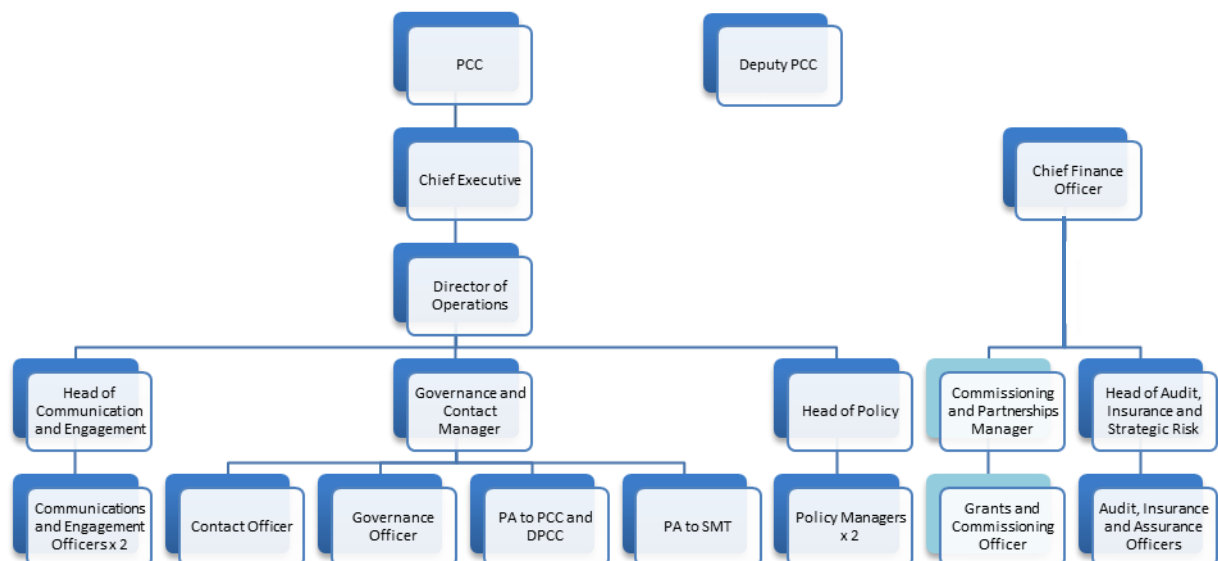 PCC
Deputy PCC
Chief Executive
Chief Finance
Officer
Director of
Operations
Head of
Communication
and Engagement
Governance and
Contact
Manager
Head of Policy
Commissioning
and Partnerships
Manager
Head of Audit,
Insurance and
Strategic Risk
Communications
and Engagement
Officers x 2
Contact Officer
Governance
Officer
PA to PCC and
DPCC
PA to SMT
Policy Managers
x 2
Grants and
Commissioning
Officer
Audit, Insurance
and Assurance
Officers